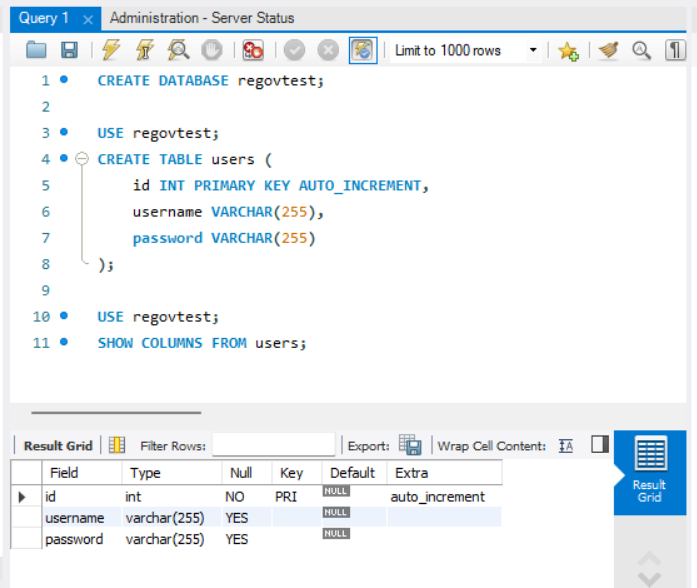 Query 1 × Administration - Server Status
Limit to 1000 rows
1 CREATE DATABASE regovtest;
2
3 USE regovtest;
4 CREATE TABLE users (
5 id INT PRIMARY KEY AUTO_INCREMENT,
6 username VARCHAR(255),
7 password VARCHAR(255)
8 );
9
10 USE regovtest;
11 SHOW COLUMNS FROM users;
Result Grid Filter Rows: Export: Wrap Cell Content: IA
Field Type Null Key Default Extra
id int NO PRI NULL auto_increment
username varchar(255) YES NULL
password varchar(255) YES NULL
Result
Grid